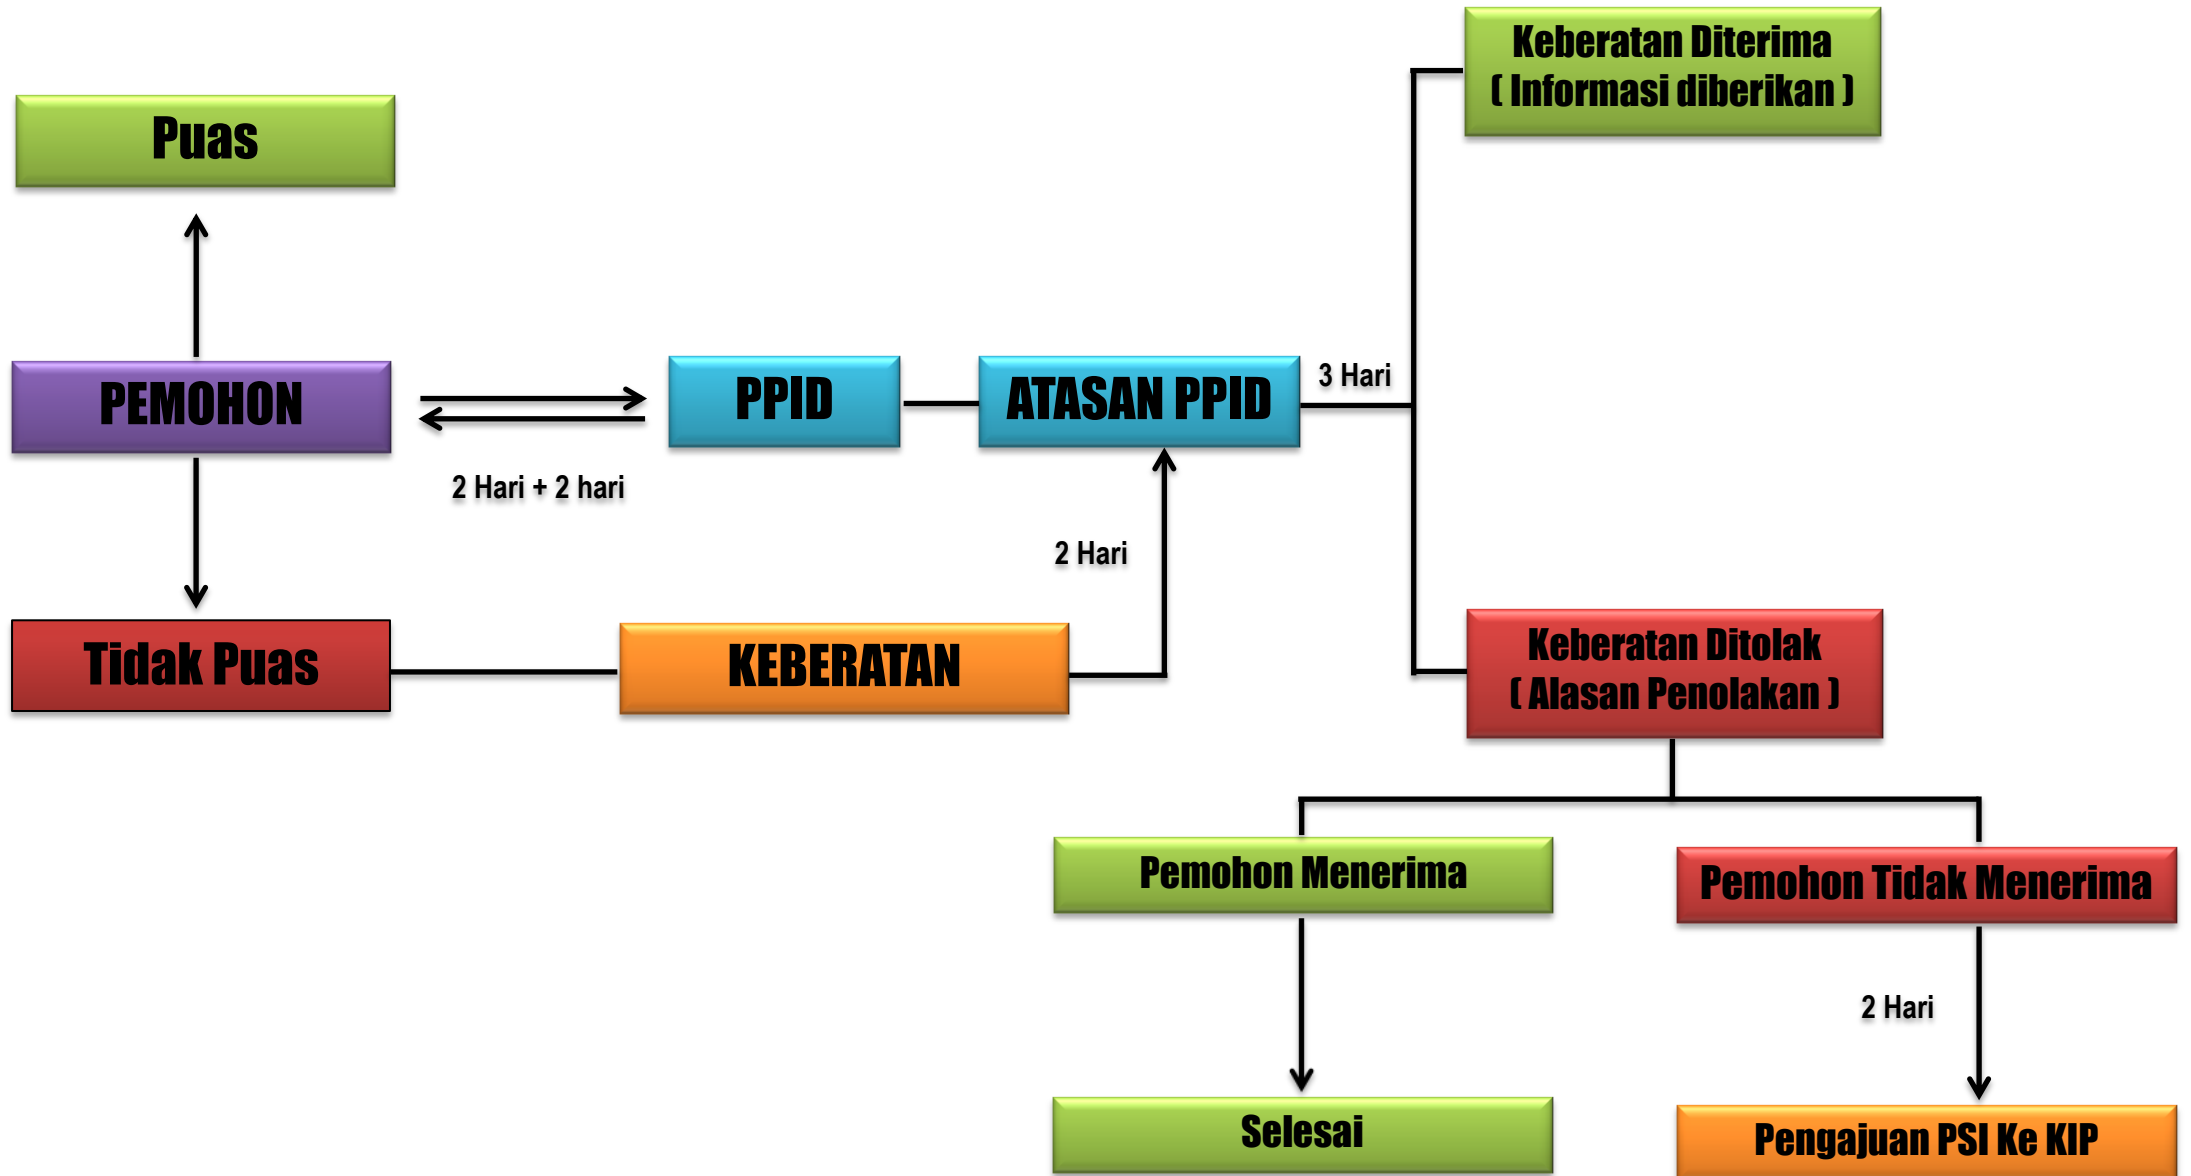 Keberatan Diterima
( Informasi diberikan )
Puas
PEMOHON
PPID
ATASAN PPID
3 Hari
2 Hari + 2 hari
2 Hari
Tidak Puas
KEBERATAN
Keberatan Ditolak
( Alasan Penolakan )
Pemohon Menerima
Pemohon Tidak Menerima
2 Hari
Selesai
Pengajuan PSI Ke KIP